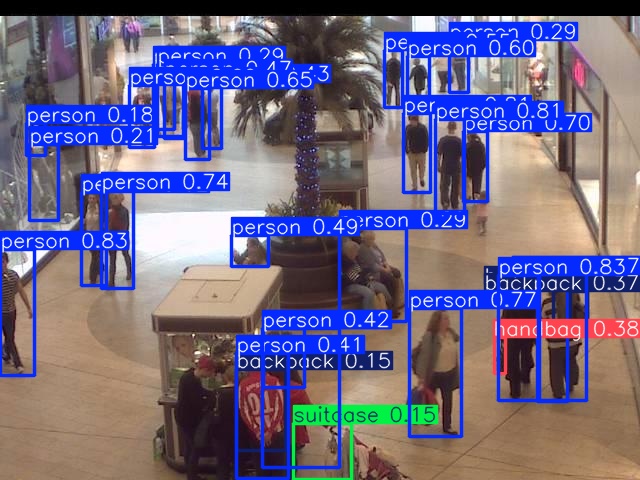 person 0.29
person 0.29
person 0.60
person 0.65
person 0.18
person 0.81
person 0.21
person 0.70
person 0.74
person 0.49
person 0.29
person 0.83
person 0.837
backpack 0.37
person 0.77
person 0.42
handbag 0.38
person 0.41
backpack 0.15
suitcase 0.15